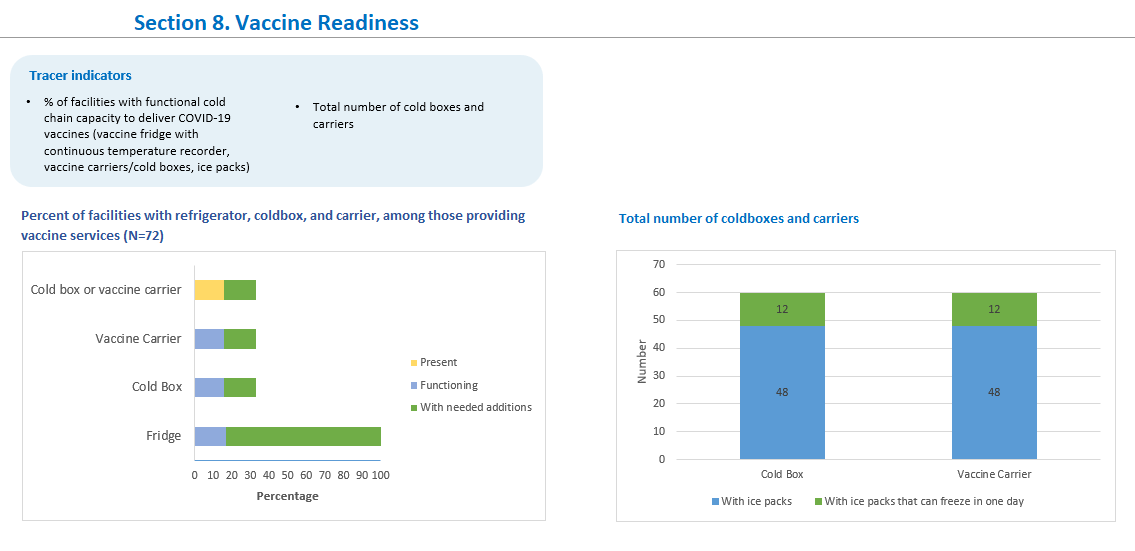 Section 8. Vaccine Readiness
Tracer indicators
• % of facilities with functional cold
chain capacity to deliver COVID-19
vaccines (vaccine fridge with
continuous temperature recorder,
vaccine carriers/cold boxes, ice packs)
• Total number of cold boxes and
carriers
Percent of facilities with refrigerator, coldbox, and carrier, among those providing
vaccine services (N=72)
Cold box or vaccine carrier
Vaccine Carrier
Cold Box
Fridge
0 10 20 30 40 50 60 70 80 90 100
Percentage
Present
Functioning
With needed additions
Total number of coldboxes and carriers
70
60
50
40
30
20
10
0
Number
12
12
48
48
Cold Box
Vaccine Carrier
With ice packs
With ice packs that can freeze in one day